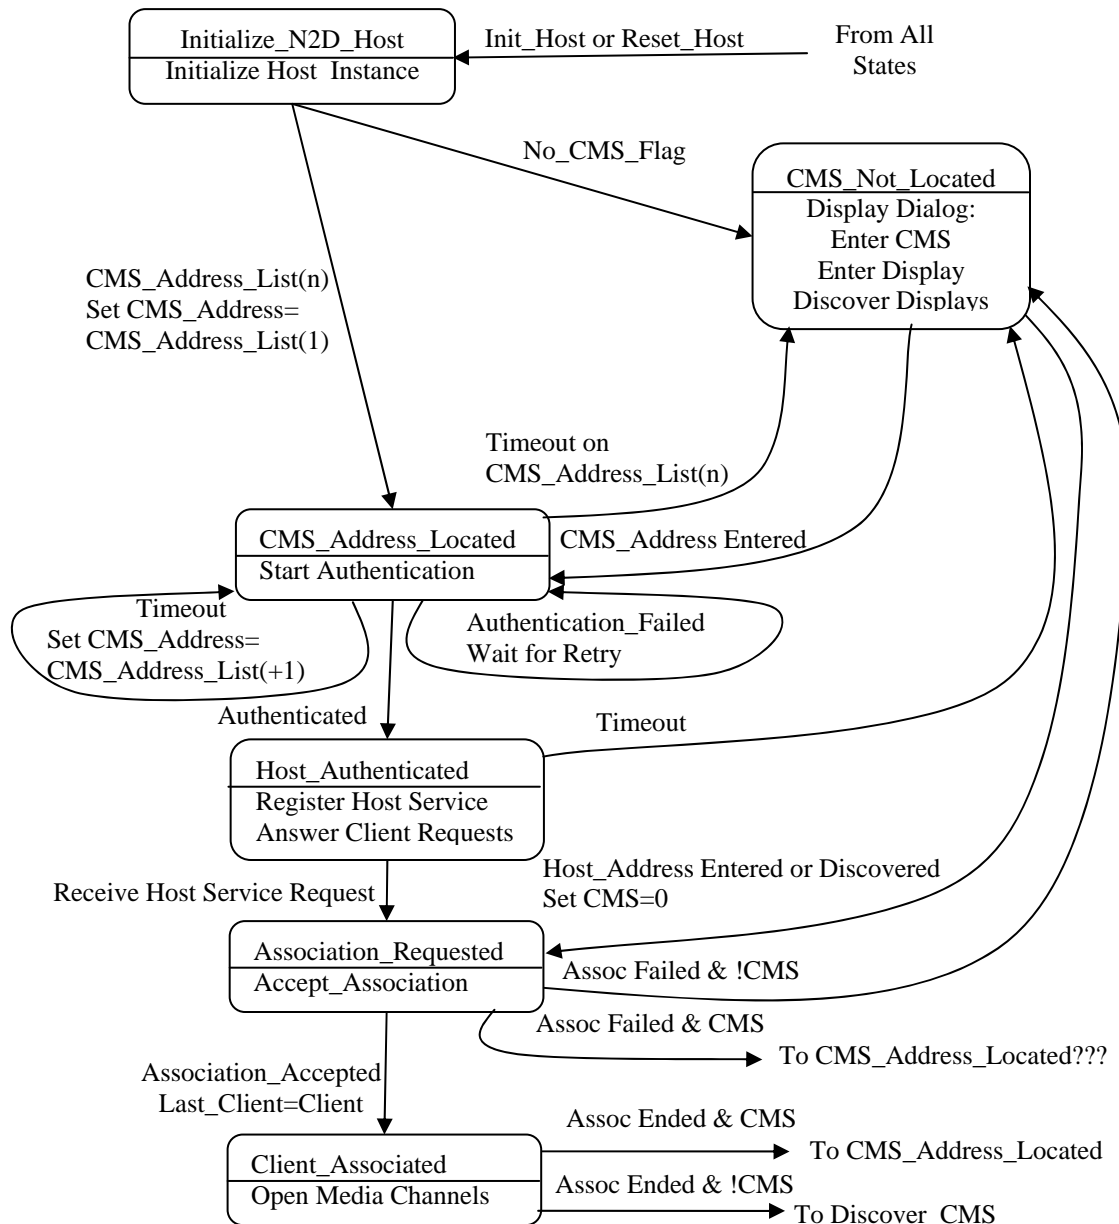 Initialize_N2D_Host
Initialize Host Instance
Init_Host or Reset_Host
From All
States
No_CMS_Flag
CMS_Not_Located
Display Dialog:
Enter CMS
Enter Display
Discover Displays
CMS_Address_List(n)
Set CMS_Address=
CMS_Address_List(1)
Timeout on
CMS_Address_List(n)
CMS_Address_Located
Start Authentication
CMS_Address Entered
Timeout
Set CMS_Address=
CMS_Address_List(+1)
Authentication_Failed
Wait for Retry
Authenticated
Timeout
Host_Authenticated
Register Host Service
Answer Client Requests
Host_Address Entered or Discovered
Set CMS=0
Receive Host Service Request
Association_Requested
Accept_Association
Assoc Failed & !CMS
Assoc Failed & CMS
To CMS_Address_Located???
Association_Accepted
Last_Client=Client
Client_Associated
Open Media Channels
Assoc Ended & CMS
To CMS_Address_Located
Assoc Ended & !CMS
To Discover_CMS